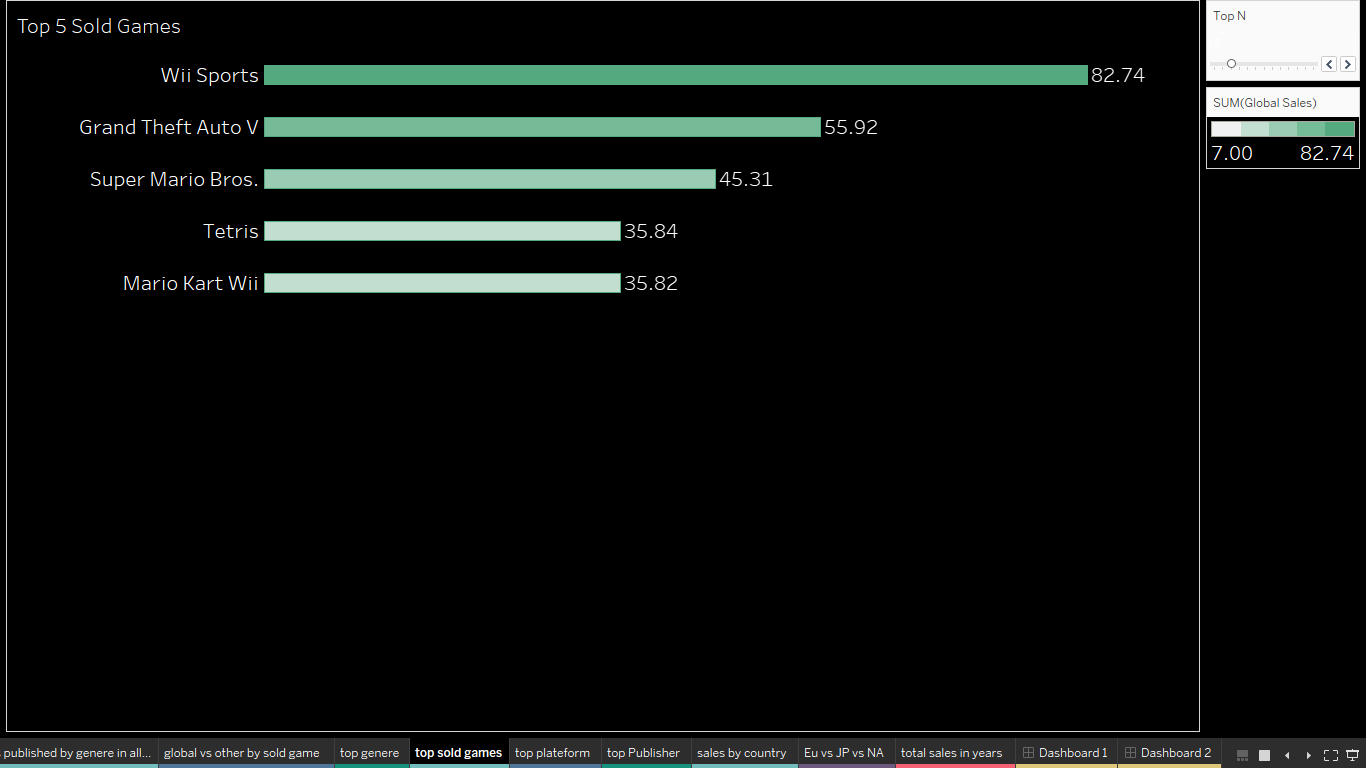 Top 5 Sold Games
Wii Sports 82.74
Grand Theft Auto V 55.92
Super Mario Bros. 45.31
Tetris 35.84
Mario Kart Wii 35.82
Top N
SUM(Global Sales)
7.00 82.74
published by genere in all... global vs other by sold game top genere top sold games top plateform top Publisher sales by country Eu vs JP vs NA total sales in years Dashboard 1 Dashboard 2